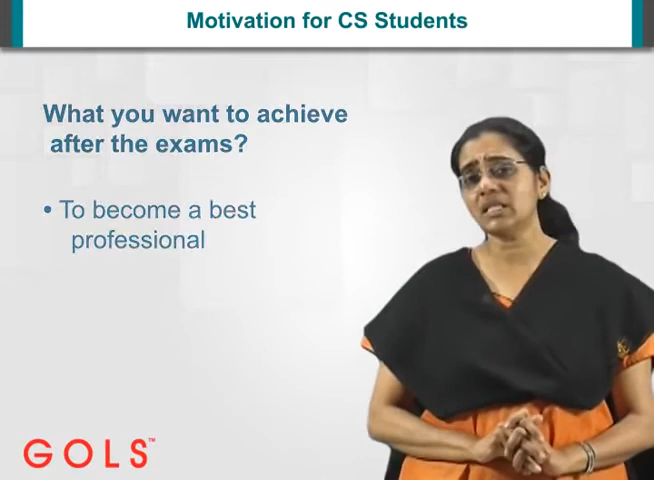 Motivation for CS Students
What you want to achieve
after the exams?
• To become a best
professional
GOLS™